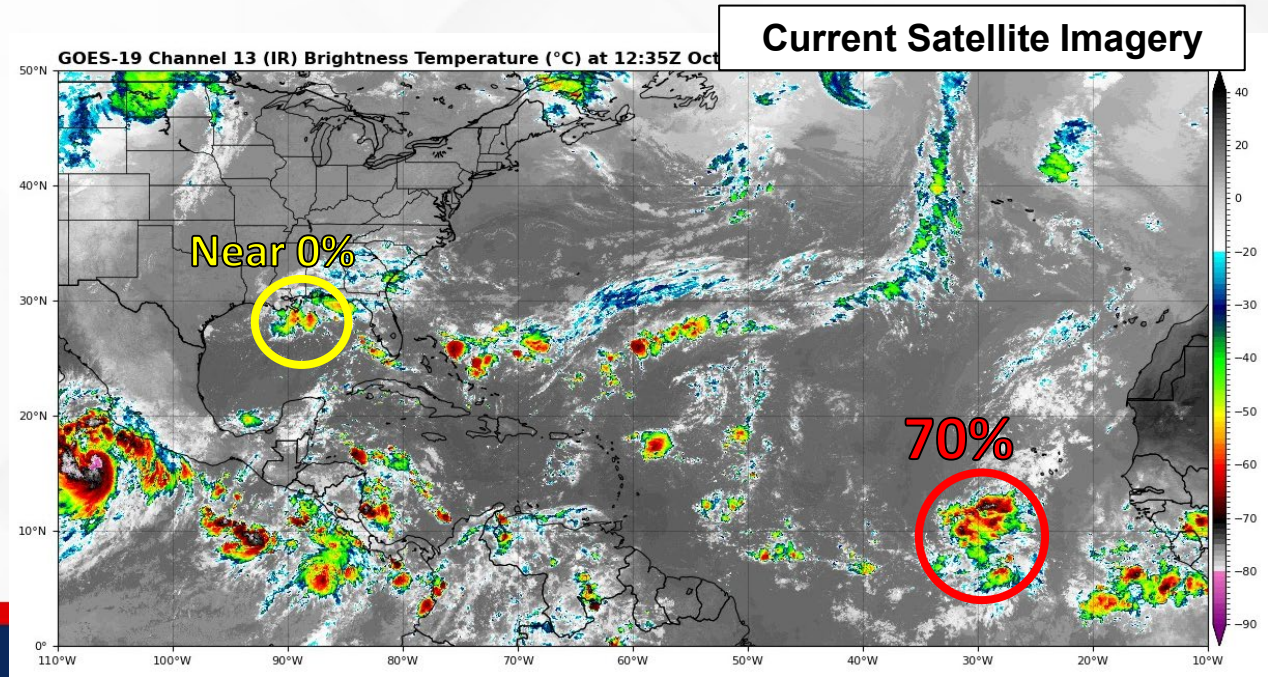 Current Satellite Imagery
GOES-19 Channel 13 (IR) Brightness Temperature (°C) at 12:35Z Oct
50°N
40°N
30°N
20°N
10°N
0°
Near 0%
70%
110°W 100°W 90°W 80°W 70°W 60°W 50°W 40°W 30°W 20°W 10°W
40
20
0
−20
−30
−40
−50
−60
−70
−80
−90